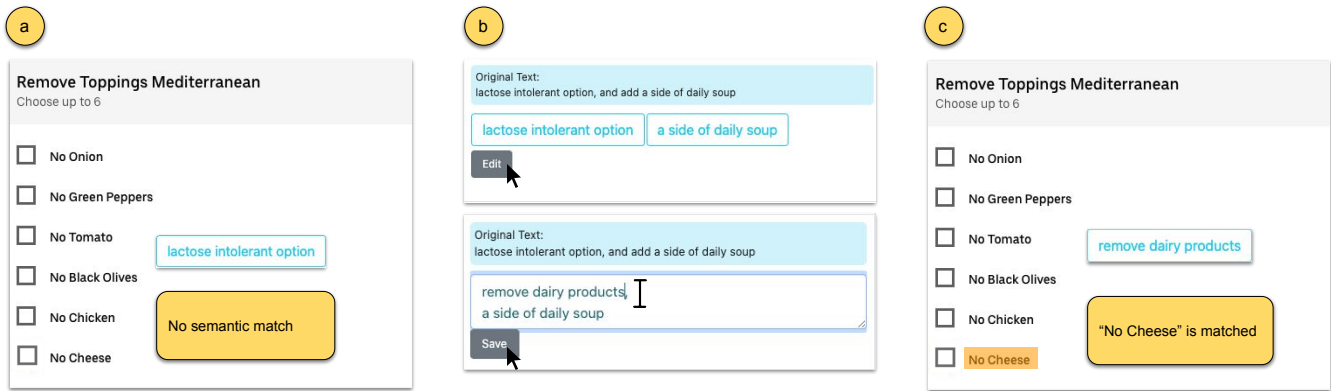 a
Remove Toppings Mediterranean
Choose up to 6
No Onion
No Green Peppers
No Tomato
lactose intolerant option
No Black Olives
No Chicken
No semantic match
No Cheese
b
Original Text:
lactose intolerant option, and add a side of daily soup
lactose intolerant option
a side of daily soup
Edit
Original Text:
lactose intolerant option, and add a side of daily soup
remove dairy products,
a side of daily soup
Save
c
Remove Toppings Mediterranean
Choose up to 6
No Onion
No Green Peppers
No Tomato
remove dairy products
No Black Olives
No Chicken
“No Cheese” is matched
No Cheese